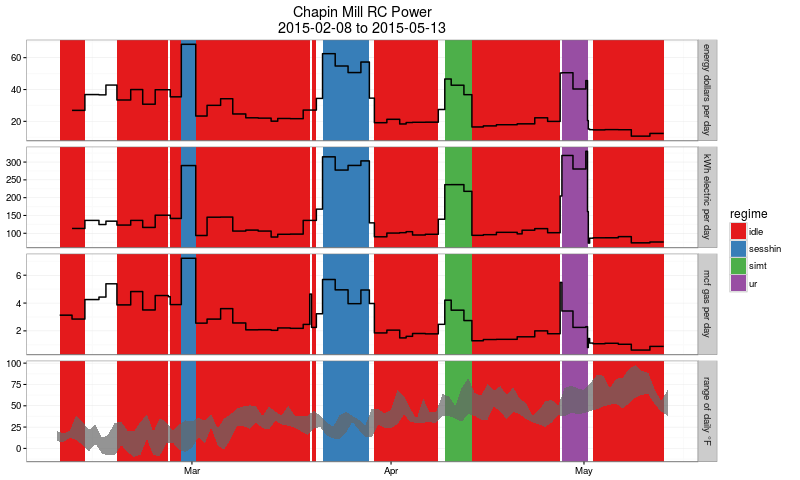 Chapin Mill RC Power
2015-02-08 to 2015-05-13
60
40
20
energy dollars per day
300
250
200
150
100
kWh electric per day
6
4
2
mcf gas per day
100
75
50
25
0
range of daily °F
Mar
Apr
May
regime
idle
sesshin
simt
ur